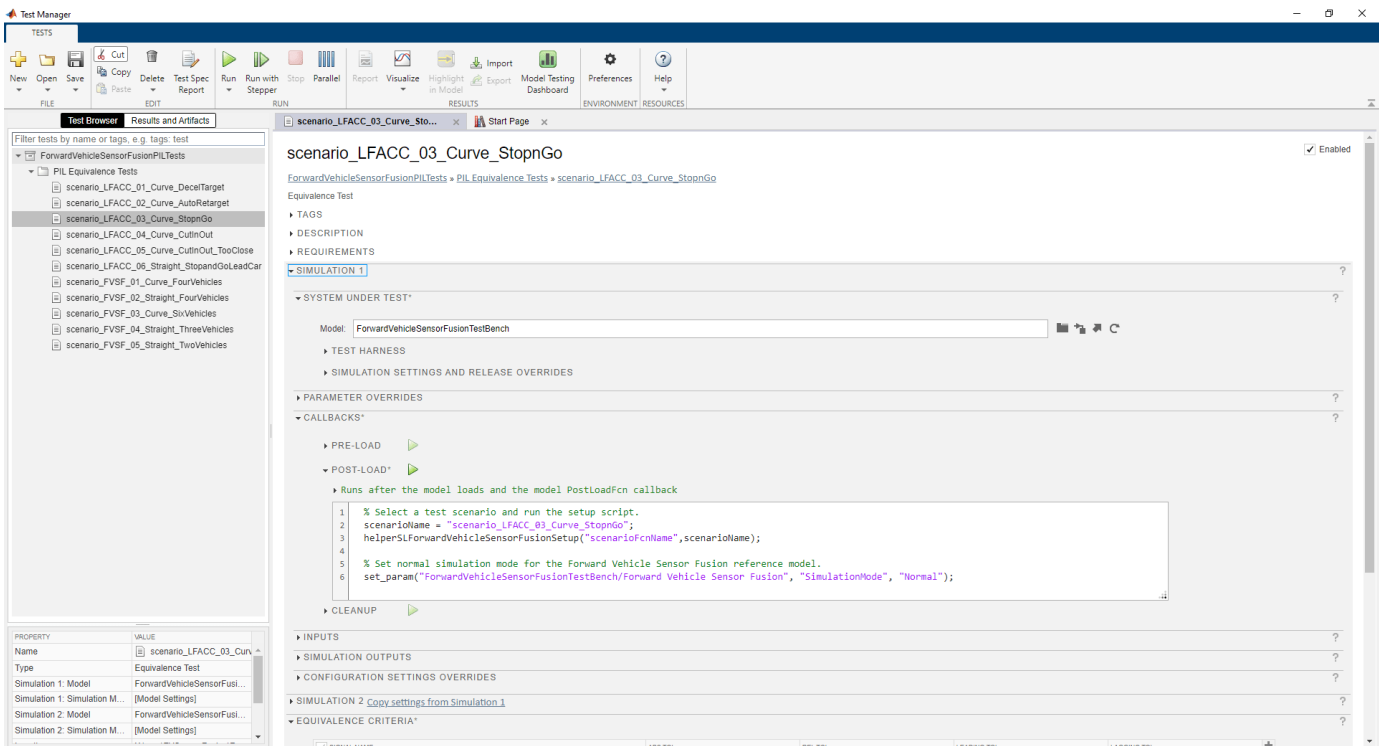 Test Manager
TESTS
New Open Save
Cut
Copy
Paste
Delete Test Spec Report
Run Run with Stepper Stop Parallel
Report Visualize Highlight in Model
Import
Export
Model Testing Dashboard
Preferences
Help
FILE EDIT RUN RESULTS ENVIRONMENT RESOURCES
Test Browser Results and Artifacts
Filter tests by name or tags, e.g. tags: test
ForwardVehicleSensorFusionPILTests
PIL Equivalence Tests
scenario_LFACC_01_Curve_DecelTarget
scenario_LFACC_02_Curve_AutoRetarget
scenario_LFACC_03_Curve_StopnGo
scenario_LFACC_04_Curve_CutInOut
scenario_LFACC_05_Curve_CutInOut_TooClose
scenario_LFACC_06_Straight_StopandGoLeadCar
scenario_FVSF_01_Curve_FourVehicles
scenario_FVSF_02_Straight_FourVehicles
scenario_FVSF_03_Curve_SixVehicles
scenario_FVSF_04_Straight_ThreeVehicles
scenario_FVSF_05_Straight_TwoVehicles
PROPERTY VALUE
Name scenario_LFACC_03_Curv
Type Equivalence Test
Simulation 1: Model ForwardVehicleSensorFusi...
Simulation 1: Simulation M... [Model Settings]
Simulation 2: Model ForwardVehicleSensorFusi...
Simulation 2: Simulation M... [Model Settings]
scenario_LFACC_03_Curve_Sto... × Start Page ×
scenario_LFACC_03_Curve_StopnGo
Enabled
ForwardVehicleSensorFusionPILTests » PIL Equivalence Tests » scenario_LFACC_03_Curve_StopnGo
Equivalence Test
TAGS
DESCRIPTION
REQUIREMENTS
SIMULATION 1 ?
SYSTEM UNDER TEST* ?
Model: ForwardVehicleSensorFusionTestBench
TEST HARNESS
SIMULATION SETTINGS AND RELEASE OVERRIDES
PARAMETER OVERRIDES ?
CALLBACKS* ?
PRE-LOAD
POST-LOAD*
Runs after the model loads and the model PostLoadFcn callback
1 % Select a test scenario and run the setup script.
2 scenarioName = "scenario_LFACC_03_Curve_StopnGo";
3 helperSLForwardVehicleSensorFusionSetup("scenarioFcnName",scenarioName);
4
5 % Set normal simulation mode for the Forward Vehicle Sensor Fusion reference model.
6 set_param("ForwardVehicleSensorFusionTestBench/Forward Vehicle Sensor Fusion", "SimulationMode", "Normal");
CLEANUP
INPUTS ?
SIMULATION OUTPUTS ?
CONFIGURATION SETTINGS OVERRIDES ?
SIMULATION 2 Copy settings from Simulation 1 ?
EQUIVALENCE CRITERIA* ?